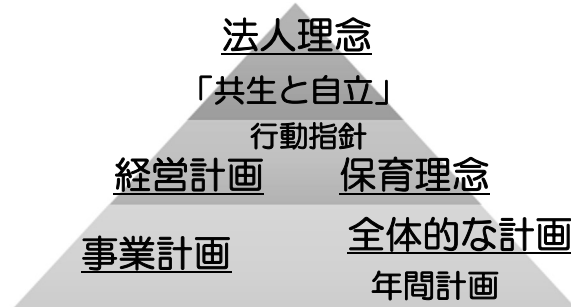 法人理念
「共生と自立」
行動指針
経営計画 保育理念
事業計画 全体的な計画
年間計画